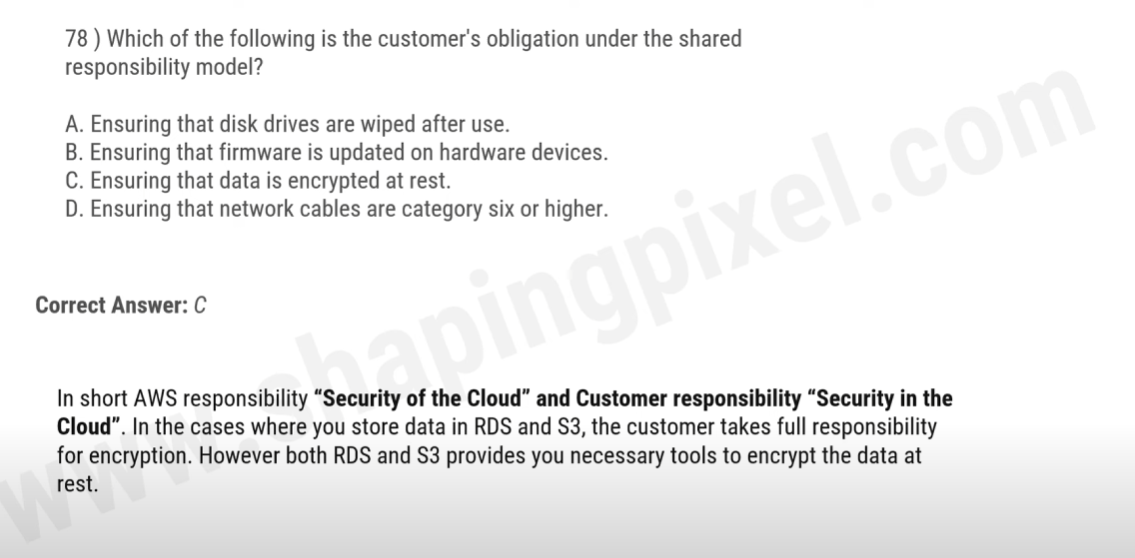 78 ) Which of the following is the customer's obligation under the shared
responsibility model?
A. Ensuring that disk drives are wiped after use.
B. Ensuring that firmware is updated on hardware devices.
C. Ensuring that data is encrypted at rest.
D. Ensuring that network cables are category six or higher.
Correct Answer: C
In short AWS responsibility “Security of the Cloud” and Customer responsibility “Security in the
Cloud”. In the cases where you store data in RDS and S3, the customer takes full responsibility
for encryption. However both RDS and S3 provides you necessary tools to encrypt the data at
rest.
www.shapingpixel.com